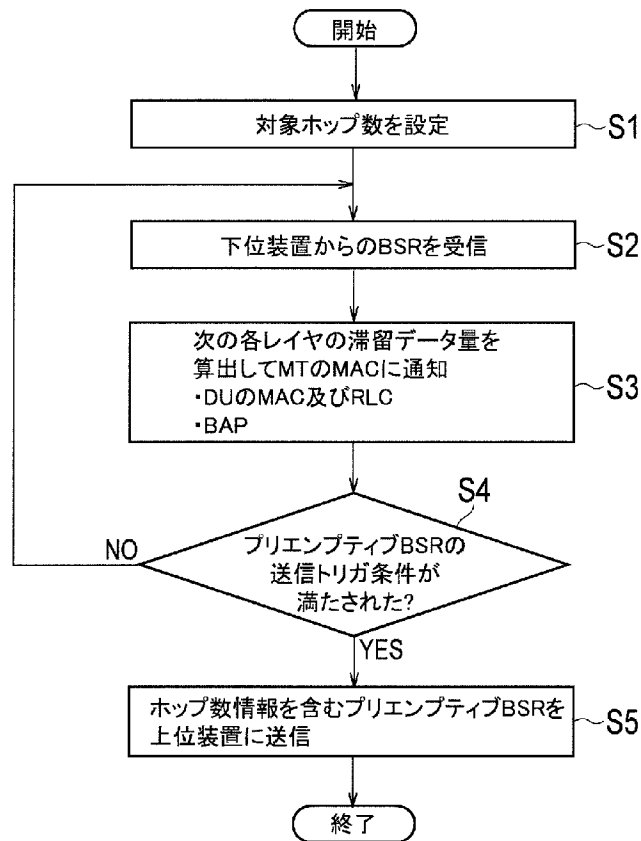 開始
対象ホップ数を設定
S1
下位装置からのBSRを受信
S2
次の各レイヤの滞留データ量を
算出してMTのMACに通知
・DUのMAC及びRLC
・BAP
S3
S4
プリエンプティブBSRの
送信トリガ条件が
満たされた?
NO
YES
ホップ数情報を含むプリエンプティブBSRを
上位装置に送信
S5
終了